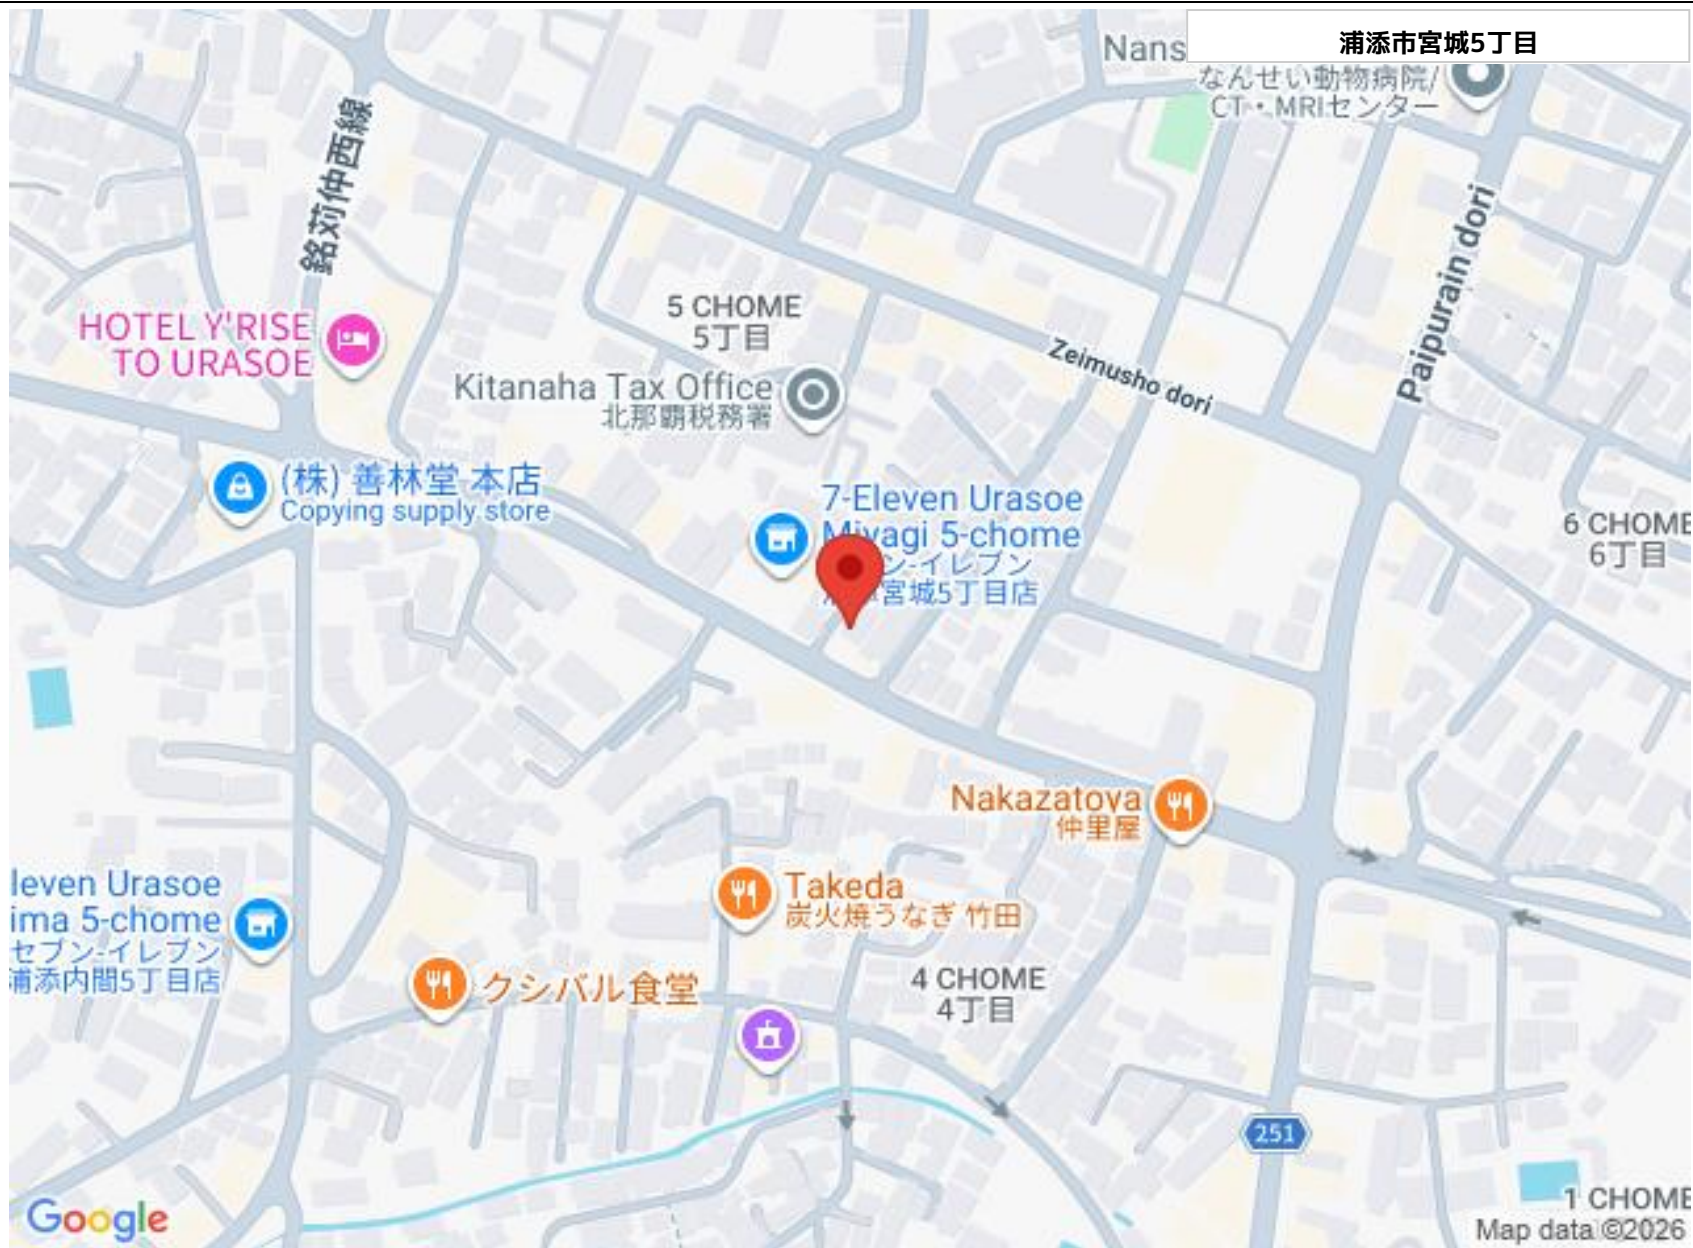 浦添市宮城5丁目
Nans
なんせい動物病院/
CT・MRIセンター
銘苅仲西線
Paipurain dori
HOTEL Y'RISE
TO URASOE
5 CHOME
5丁目
Zeimusho dori
Kitanaha Tax Office
北那覇税務署
(株) 善林堂 本店
Copying supply store
7-Eleven Urasoe
Miyagi 5-chome
ン-イレブン
宮城5丁目店
6 CHOME
6丁目
Nakazatoya
仲里屋
leven Urasoe
ima 5-chome
セブン-イレブン
浦添内間5丁目店
Takeda
炭火焼うなぎ 竹田
クシバル食堂
4 CHOME
4丁目
251
1 CHOME
Google
Map data ©2026